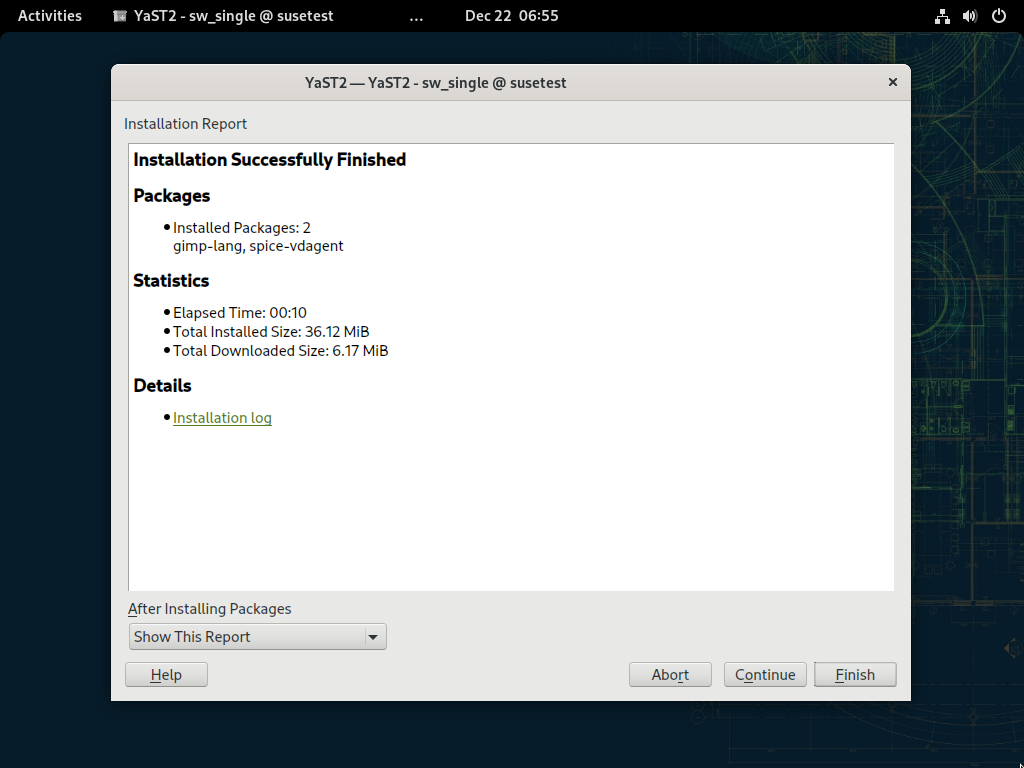 Activities YaST2 - sw_single @ susetest ... Dec 22 06:55
YaST2 — YaST2 - sw_single @ susetest
Installation Report
Installation Successfully Finished
Packages
Installed Packages: 2
gimp-lang, spice-vdagent
Statistics
Elapsed Time: 00:10
Total Installed Size: 36.12 MiB
Total Downloaded Size: 6.17 MiB
Details
Installation log
After Installing Packages
Show This Report
Help Abort Continue Finish